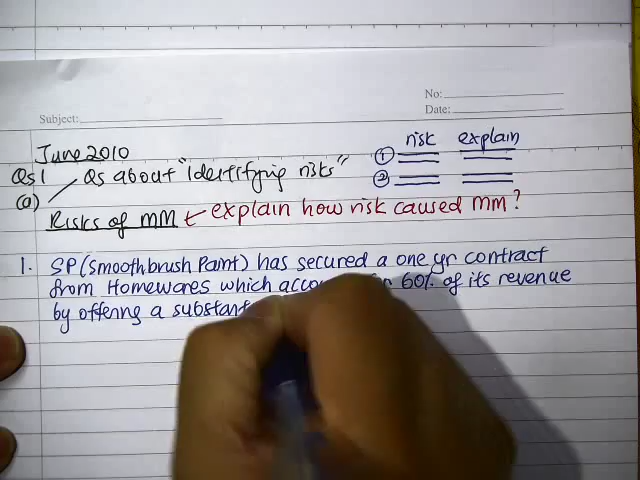 No:
Subject:
Date:
June 2010
risk explain
①
②
Qs1 Qs about "Identifying risks"
(a)
Risks of MM ← explain how risk caused MM?
1. SP (Smoothbrush Paint) has secured a one yr contract
from Homewares which 60% of its revenue
by offering a